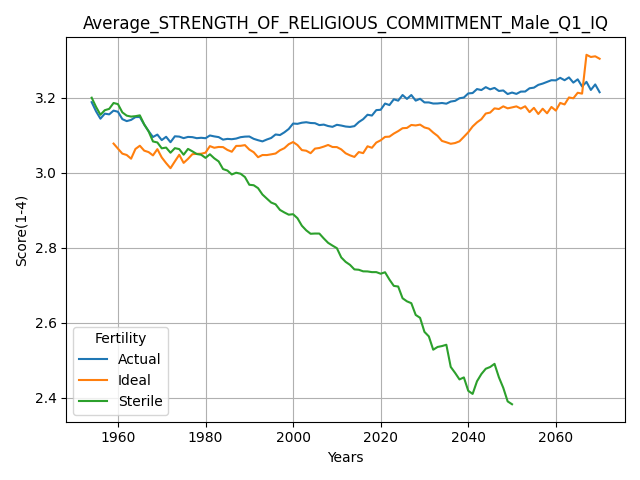 Average_STRENGTH_OF_RELIGIOUS_COMMITMENT_Male_Q1_IQ
3.2
3.0
2.8
2.6
2.4
Score(1-4)
Fertility
Actual
Ideal
Sterile
1960 1980 2000 2020 2040 2060
Years